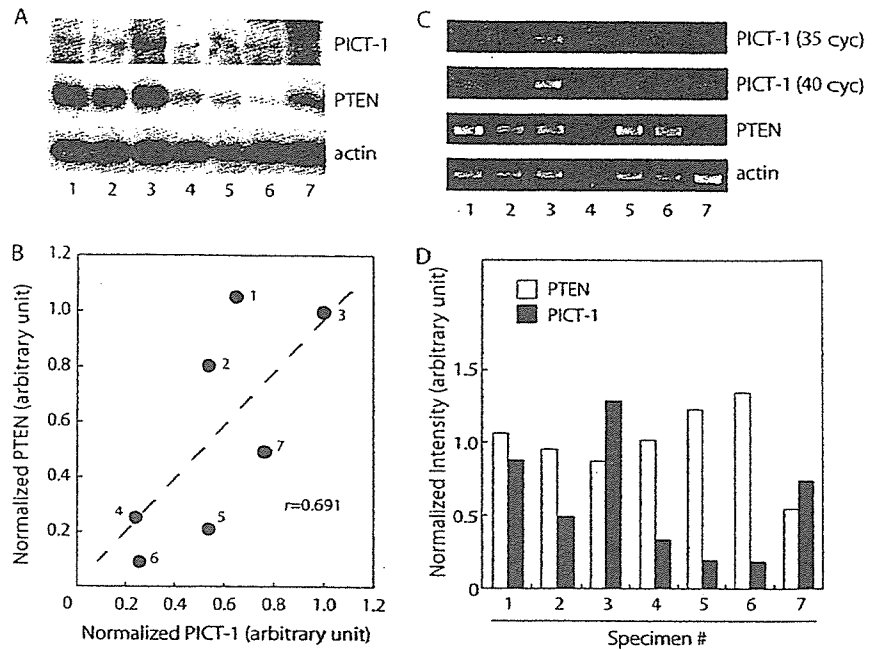 A
PICT-1
PTEN
actin
1 2 3 4 5 6 7
C
PICT-1 (35 cyc)
PICT-1 (40 cyc)
PTEN
actin
1 2 3 4 5 6 7
B
Normalized PTEN (arbitrary unit)
1.2
1.0
0.8
0.6
0.4
0.2
0 0.2 0.4 0.6 0.8 1.0 1.2
Normalized PICT-1 (arbitrary unit)
1
2
3
4
5
6
7
r=0.691
D
Normalized Intensity (arbitrary unit)
PTEN
PICT-1
1.5
1.0
0.5
0
1 2 3 4 5 6 7
Specimen #